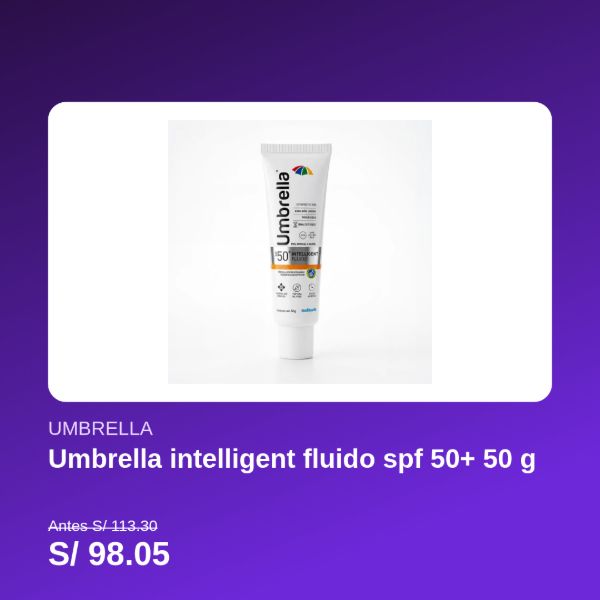 Umbrella
50+ INTELLIGENT
FLUIDO
UMBRELLA
Umbrella intelligent fluido spf 50+ 50 g
Antes S/ 113.30
S/ 98.05